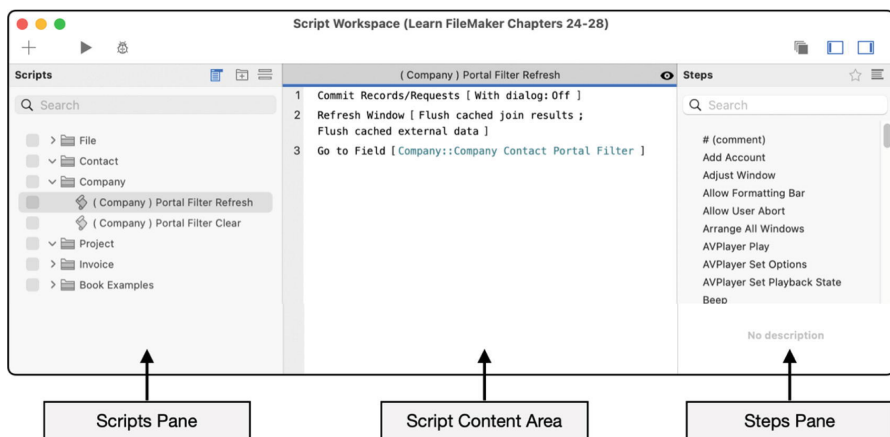 Script Workspace (Learn FileMaker Chapters 24-28)
Scripts
Search
File
Contact
Company
( Company ) Portal Filter Refresh
( Company ) Portal Filter Clear
Project
Invoice
Book Examples
( Company ) Portal Filter Refresh
1 Commit Records/Requests [ With dialog: Off ]
2 Refresh Window [ Flush cached join results ;
Flush cached external data ]
3 Go to Field [ Company::Company Contact Portal Filter ]
Steps
Search
# (comment)
Add Account
Adjust Window
Allow Formatting Bar
Allow User Abort
Arrange All Windows
AVPlayer Play
AVPlayer Set Options
AVPlayer Set Playback State
Beep
No description
Scripts Pane
Script Content Area
Steps Pane